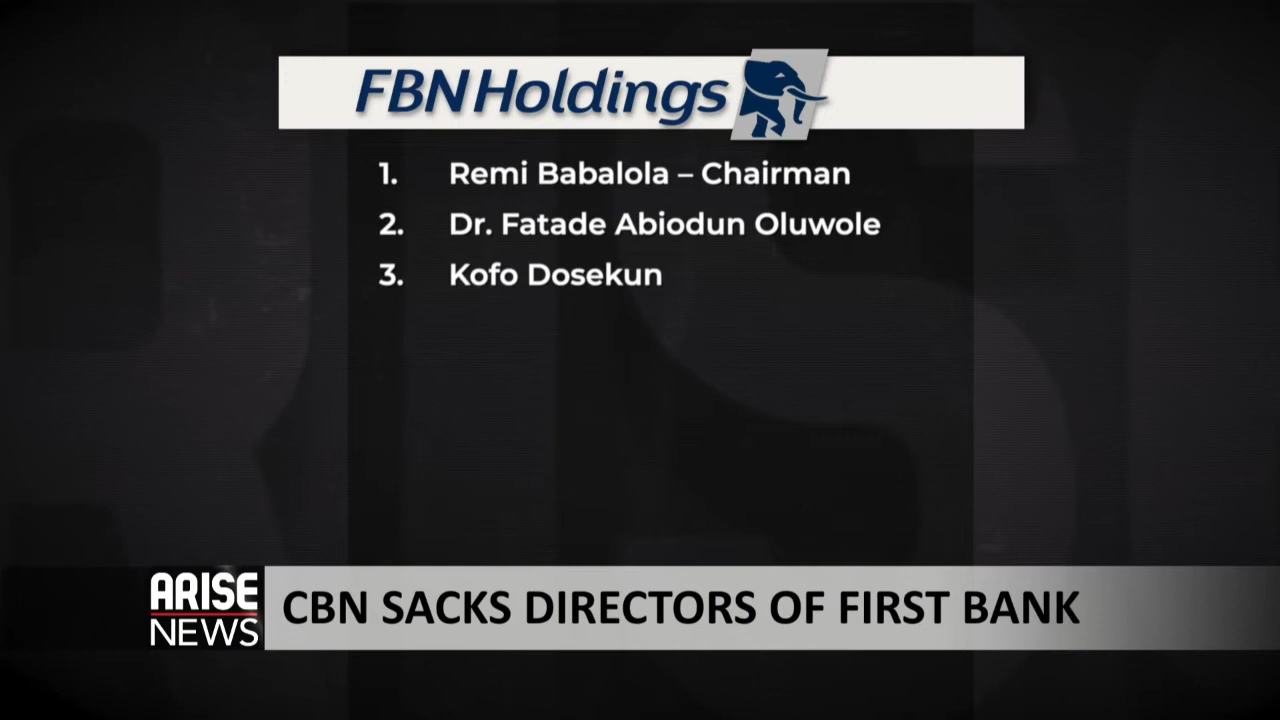 FBNHoldings
1. Remi Babalola – Chairman
2. Dr. Fatade Abiodun Oluwole
3. Kofo Dosekun
ARISE
NEWS
CBN SACKS DIRECTORS OF FIRST BANK